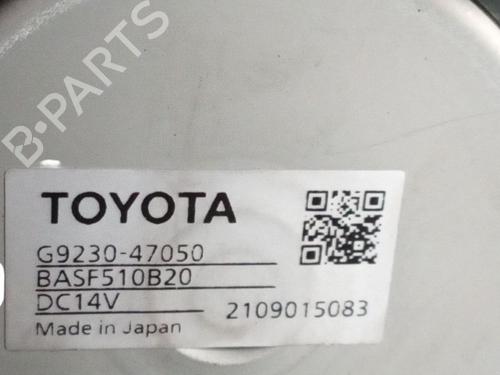 B-PARTS
TOYOTA
G9230-47050
BASF510B20
DC14V 2109015083
Made in Japan